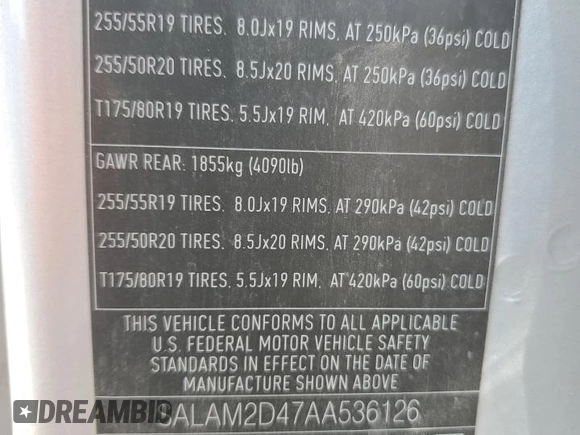 255/55R19 TIRES, 8.0Jx19 RIMS, AT 250kPa (36psi) COLD
255/50R20 TIRES, 8.5Jx20 RIMS, AT 250kPa (36psi) COLD
T175/80R19 TIRES, 5.5Jx19 RIM, AT 420kPa (60psi) COLD
GAWR REAR: 1855kg (4090lb)
255/55R19 TIRES, 8.0Jx19 RIMS, AT 290kPa (42psi) COLD
255/50R20 TIRES, 8.5Jx20 RIMS, AT 290kPa (42psi) COLD
T175/80R19 TIRES, 5.5Jx19 RIM, AT 420kPa (60psi) COLD
THIS VEHICLE CONFORMS TO ALL APPLICABLE
U.S. FEDERAL MOTOR VEHICLE SAFETY
STANDARDS IN EFFECT ON THE DATE OF
MANUFACTURE SHOWN ABOVE
DREAMBID
ALAM2D47AA536126